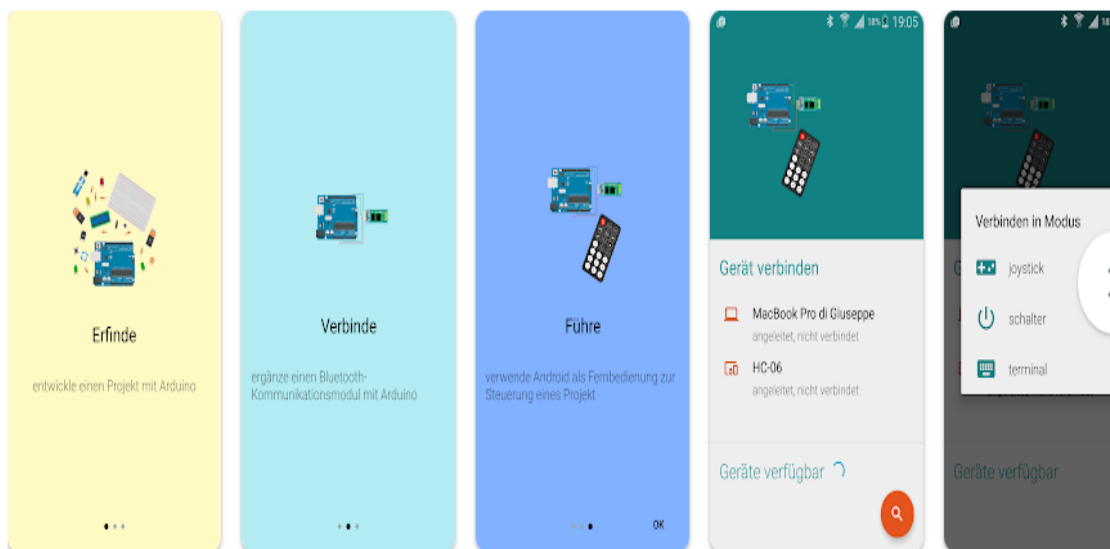 Erfinde
entwickle einen Projekt mit Arduino
Verbinde
ergänze einen Bluetooth-
Kommunikationsmodul mit Arduino
Führe
verwende Android als Fernbedienung zur
Steuerung eines Projekt
OK
18% 19:05
Gerät verbinden
MacBook Pro di Giuseppe
angeleitet, nicht verbindet
HC-06
angeleitet, nicht verbindet
Geräte verfügbar
Verbinden in Modus
joystick
schalter
terminal
Geräte verfügbar